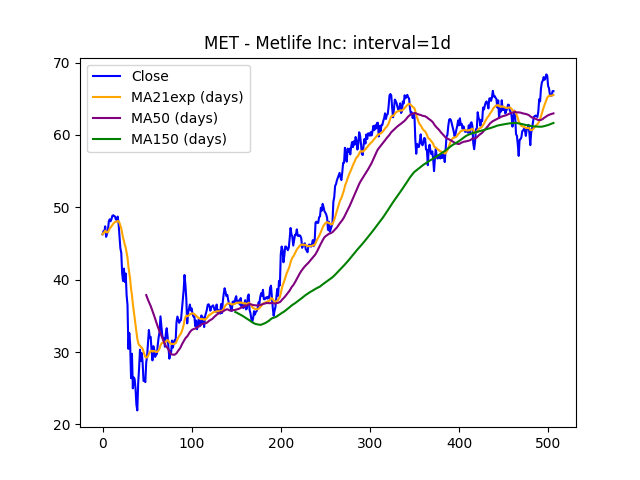 MET - Metlife Inc: interval=1d
Close
MA21exp (days)
MA50 (days)
MA150 (days)
70
60
50
40
30
20
0 100 200 300 400 500